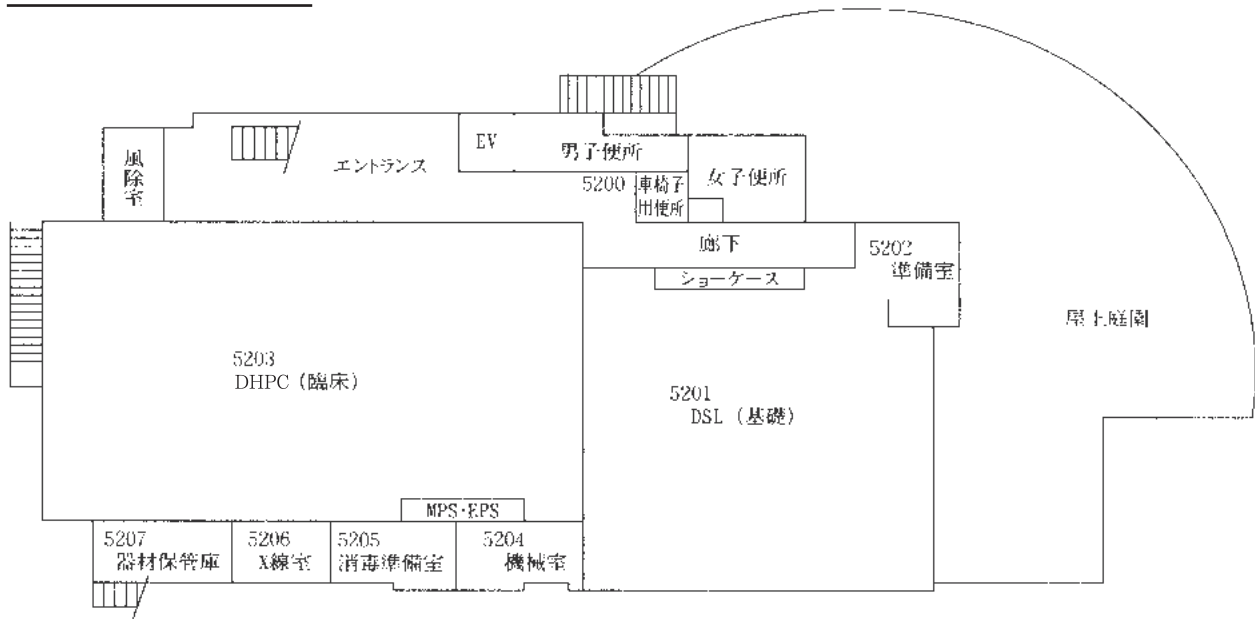 風除室
エントランス
EV
男子便所
5200
車椅子
用便所
女子便所
廊下
ショーケース
5202
準備室
屋上庭園
5203
DHPC (臨床)
5201
DSL (基礎)
MPS・EPS
5207
器材保管庫
5206
X線室
5205
消毒準備室
5204
機械室